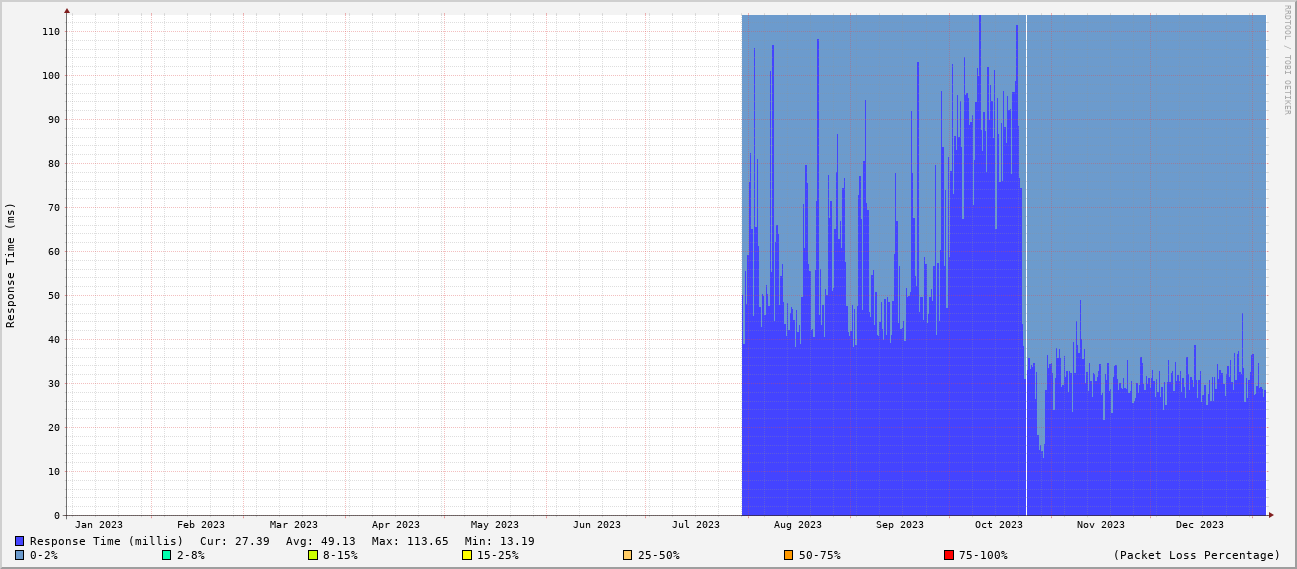 RRDTOOL / TOBI OETIKER
Response Time (ms)
110
100
90
80
70
60
50
40
30
20
10
0
Jan 2023 Feb 2023 Mar 2023 Apr 2023 May 2023 Jun 2023 Jul 2023 Aug 2023 Sep 2023 Oct 2023 Nov 2023 Dec 2023
Response Time (millis) Cur: 27.39 Avg: 49.13 Max: 113.65 Min: 13.19
0-2% 2-8% 8-15% 15-25% 25-50% 50-75% 75-100% (Packet Loss Percentage)